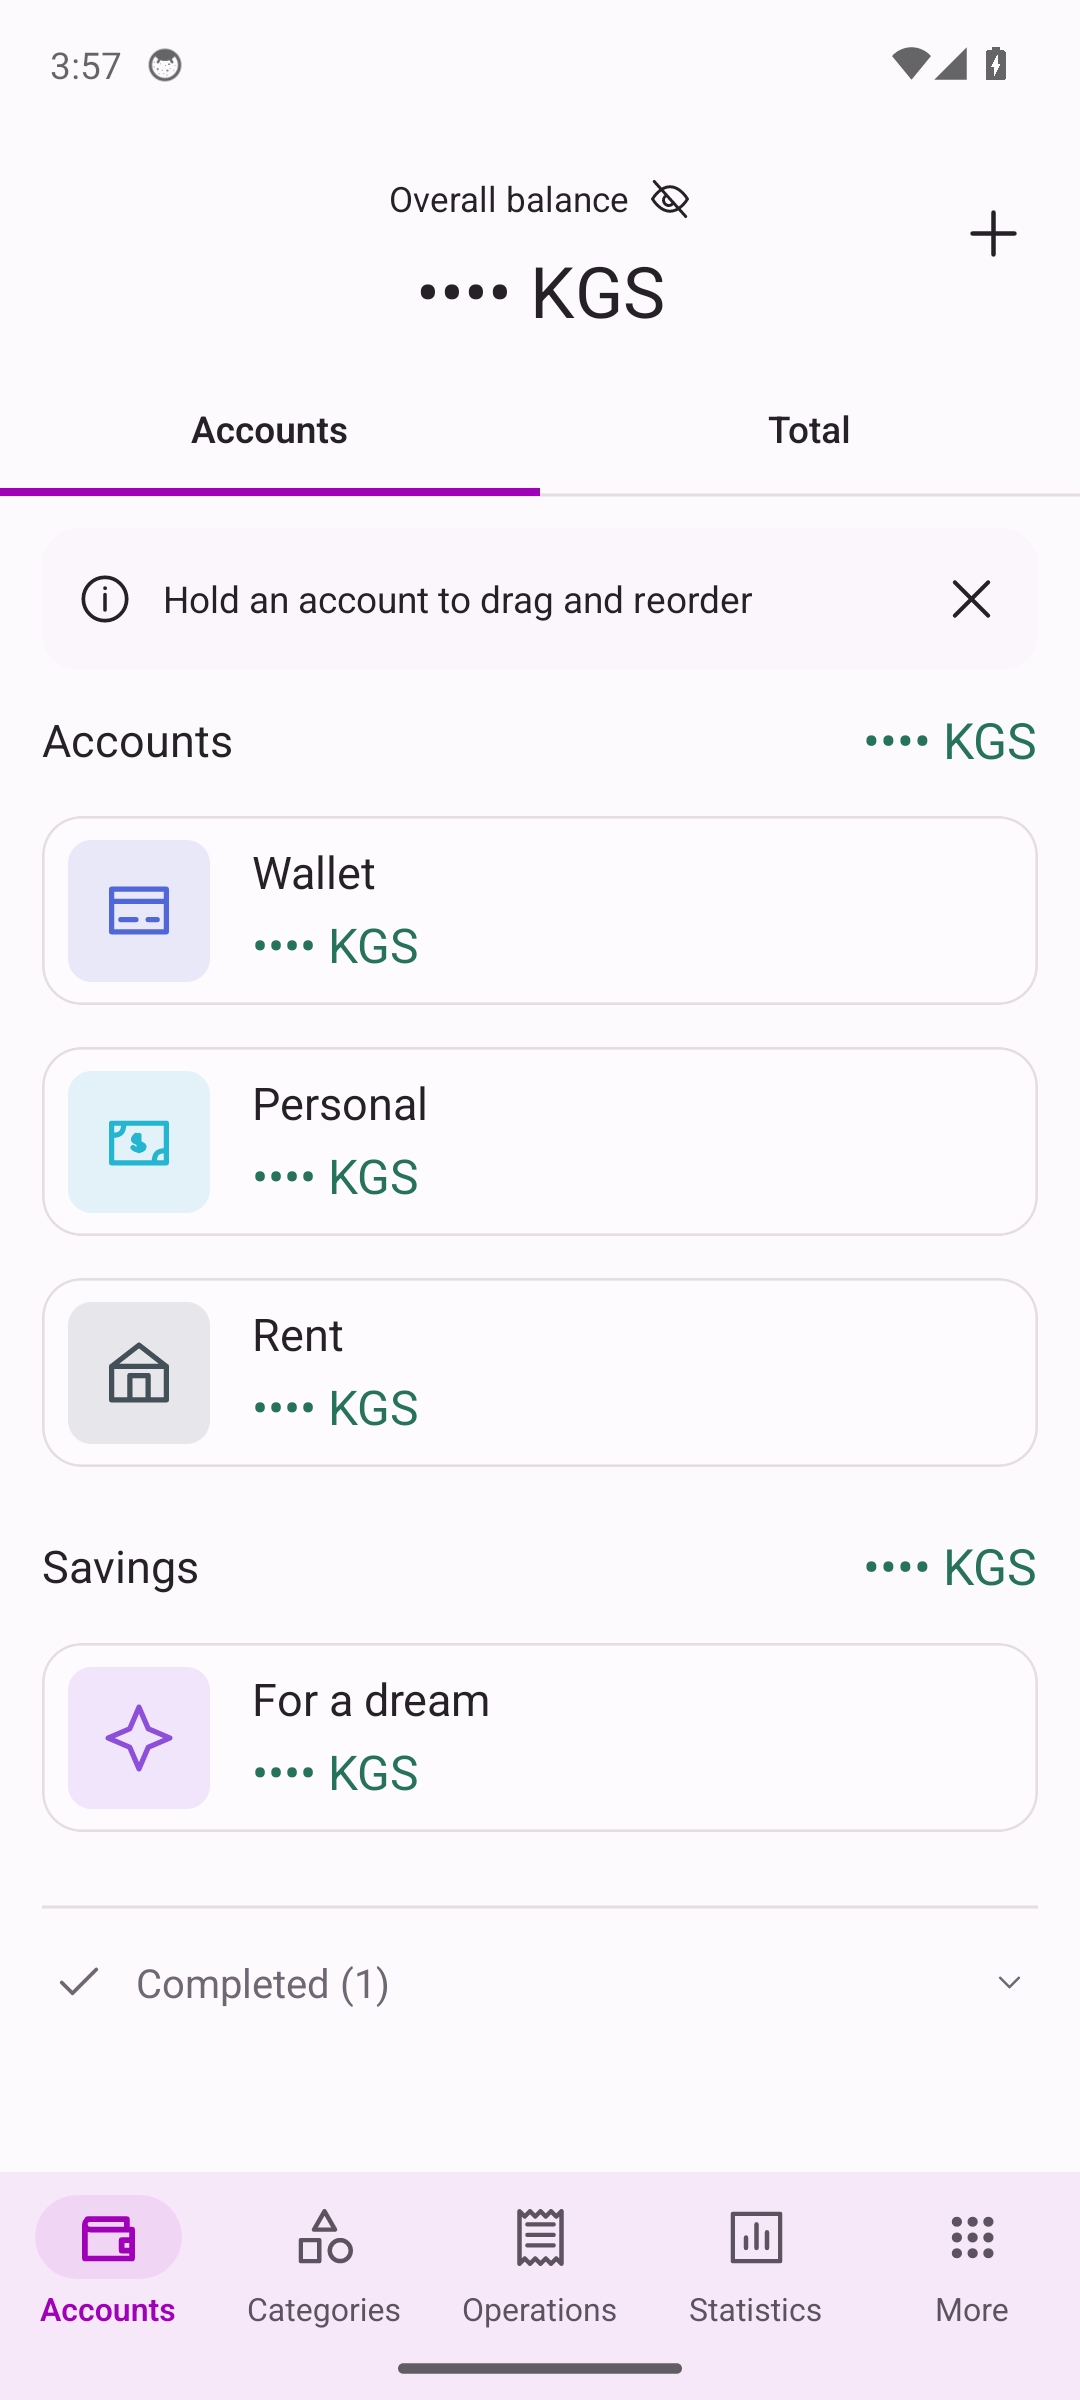 3:57
Overall balance
•••• KGS
Accounts
Total
Hold an account to drag and reorder
Accounts
•••• KGS
Wallet
•••• KGS
Personal
•••• KGS
Rent
•••• KGS
Savings
•••• KGS
For a dream
•••• KGS
Completed (1)
Accounts
Categories
Operations
Statistics
More